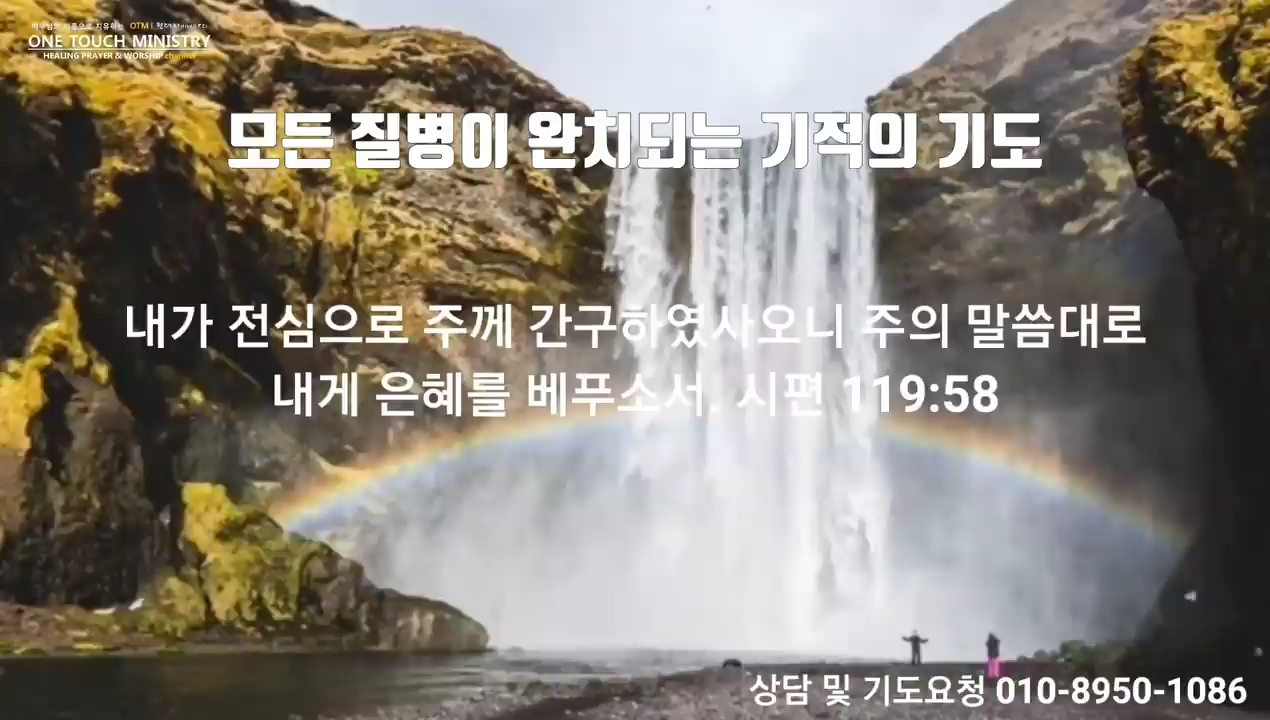 OTM
ONE TOUCH MINISTRY
HEALING PRAYER & WORSHIP channel
모든 질병이 완치되는 기적의 기도
내가 전심으로 주께 간구하였사오니 주의 말씀대로
내게 은혜를 베푸소서. 시편 119:58
상담 및 기도요청 010-8950-1086